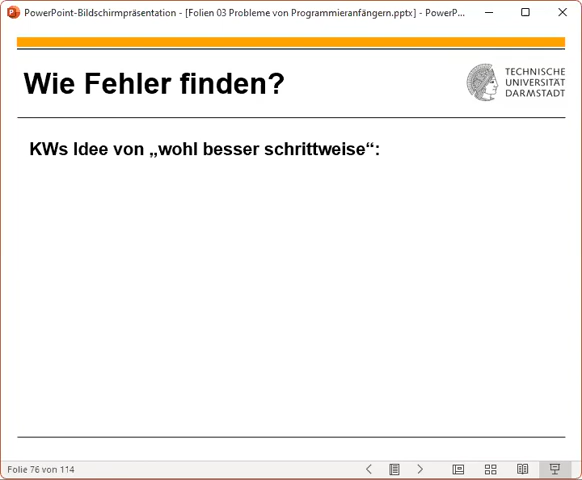 PowerPoint-Bildschirmpräsentation - [Folien 03 Probleme von Programmieranfängern.pptx] - PowerP...
Wie Fehler finden?
TECHNISCHE
UNIVERSITÄT
DARMSTADT
KWs Idee von „wohl besser schrittweise“:
Folie 76 von 114